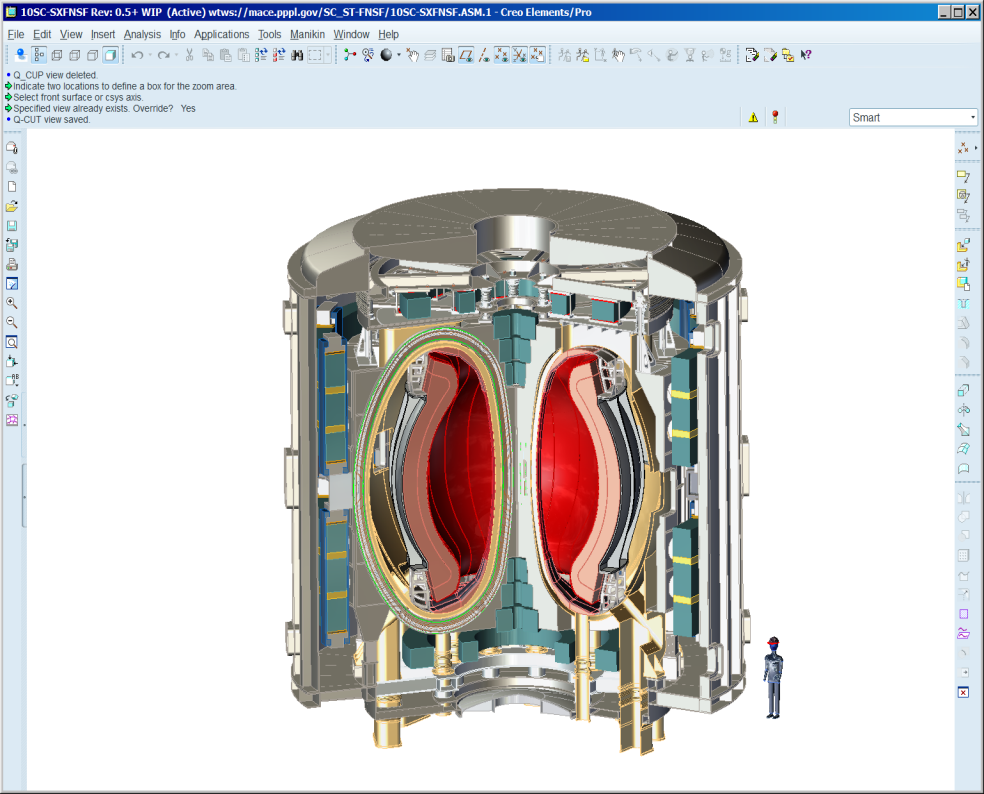 10SC-SXFNSF Rev: 0.5+ WIP (Active) wtws://mace.pppl.gov/SC_ST-FNSF/10SC-SXFNSF.ASM.1 - Creo Elements/Pro
File Edit View Insert Analysis Info Applications Tools Manikin Window Help
Q_CUP view deleted.
Indicate two locations to define a box for the zoom area.
Select front surface or csys axis.
Specified view already exists. Override? Yes
Q-CUT view saved.
Smart